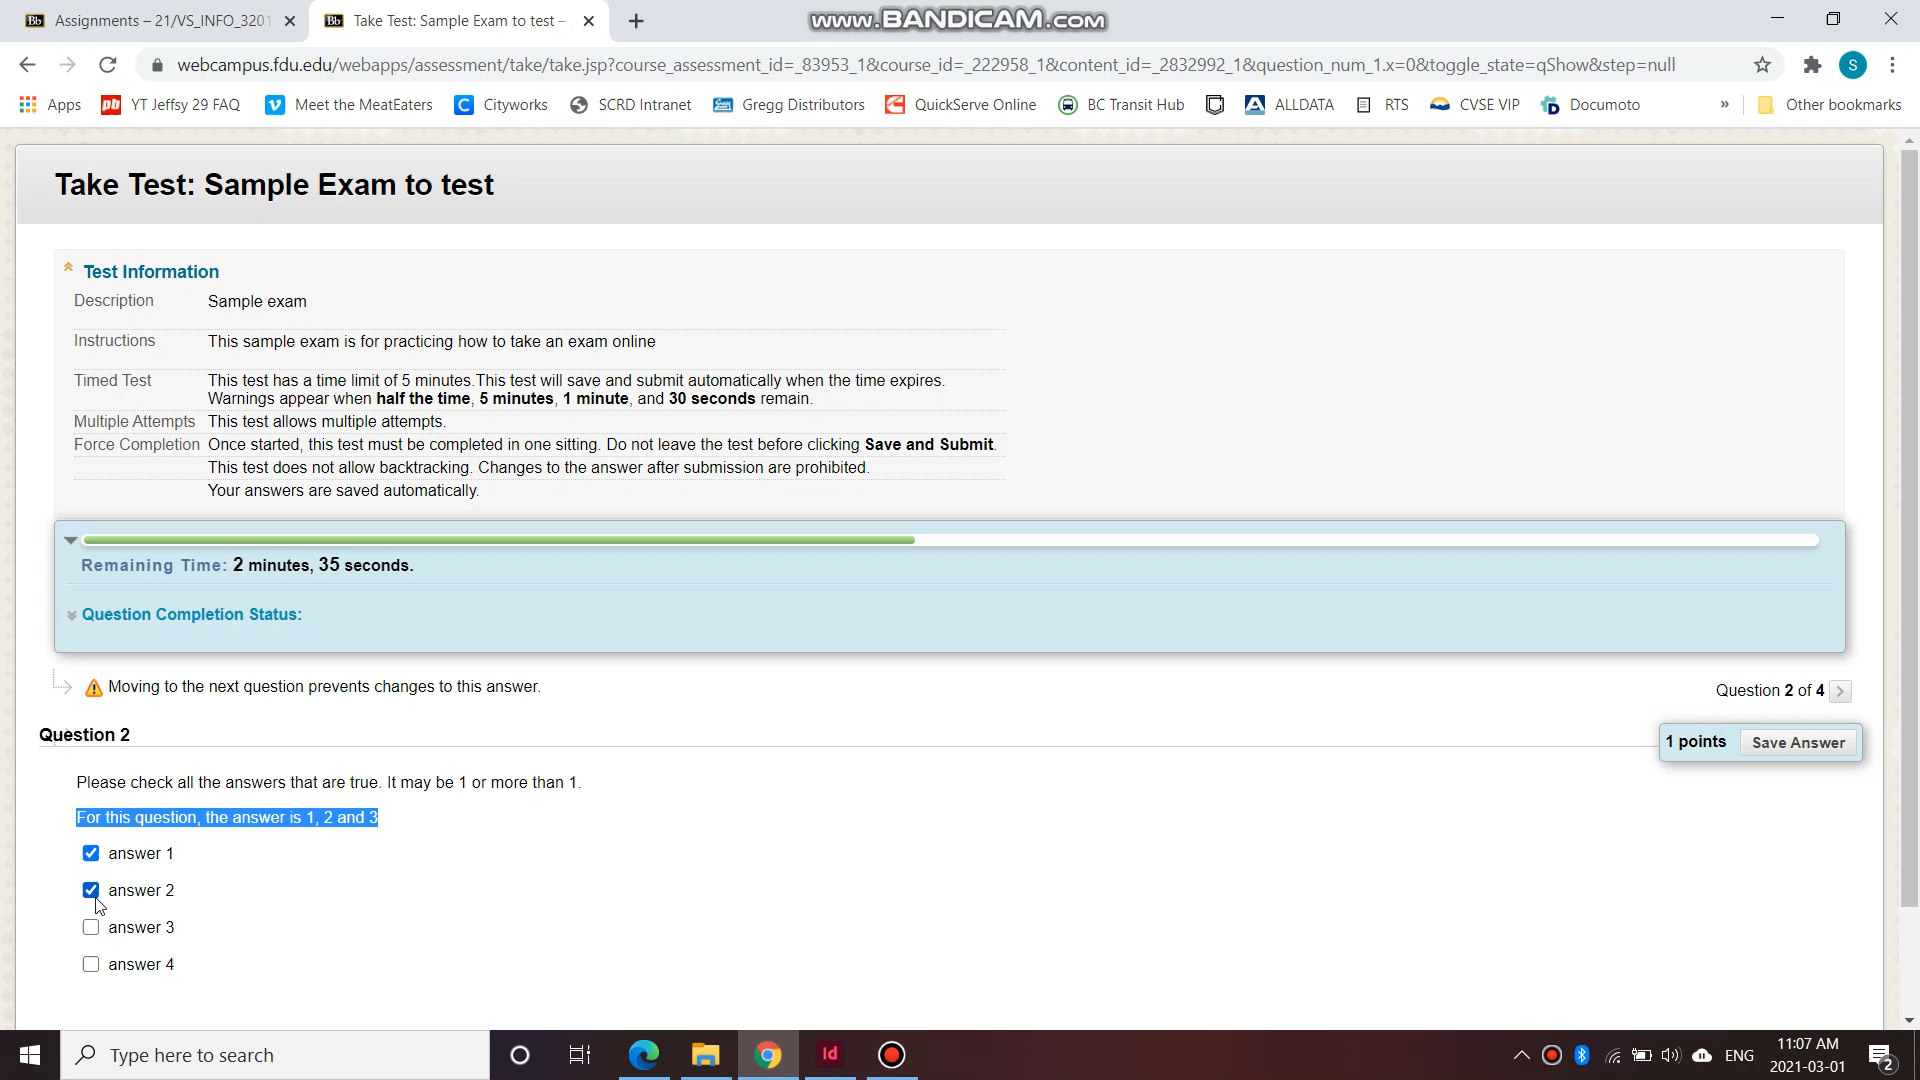 Assignments – 21/VS_INFO_3201
Take Test: Sample Exam to test –
www.BANDICAM.com
webcampus.fdu.edu/webapps/assessment/take/take.jsp?course_assessment_id=_83953_1&course_id=_222958_1&content_id=_2832992_1&question_num_1.x=0&toggle_state=qShow&step=null
S
Apps
YT Jeffsy 29 FAQ
Meet the MeatEaters
Cityworks
SCRD Intranet
Gregg Distributors
QuickServe Online
BC Transit Hub
ALLDATA
RTS
CVSE VIP
Documoto
»
Other bookmarks
Take Test: Sample Exam to test
Test Information
Description Sample exam
Instructions This sample exam is for practicing how to take an exam online
Timed Test This test has a time limit of 5 minutes.This test will save and submit automatically when the time expires.
Warnings appear when half the time, 5 minutes, 1 minute, and 30 seconds remain.
Multiple Attempts This test allows multiple attempts.
Force Completion Once started, this test must be completed in one sitting. Do not leave the test before clicking Save and Submit.
This test does not allow backtracking. Changes to the answer after submission are prohibited.
Your answers are saved automatically.
Remaining Time: 2 minutes, 35 seconds.
Question Completion Status:
Moving to the next question prevents changes to this answer.
Question 2 of 4
Question 2
1 points Save Answer
Please check all the answers that are true. It may be 1 or more than 1.
For this question, the answer is 1, 2 and 3
answer 1
answer 2
answer 3
answer 4
Type here to search
Id
ENG
11:07 AM
2021-03-01
2